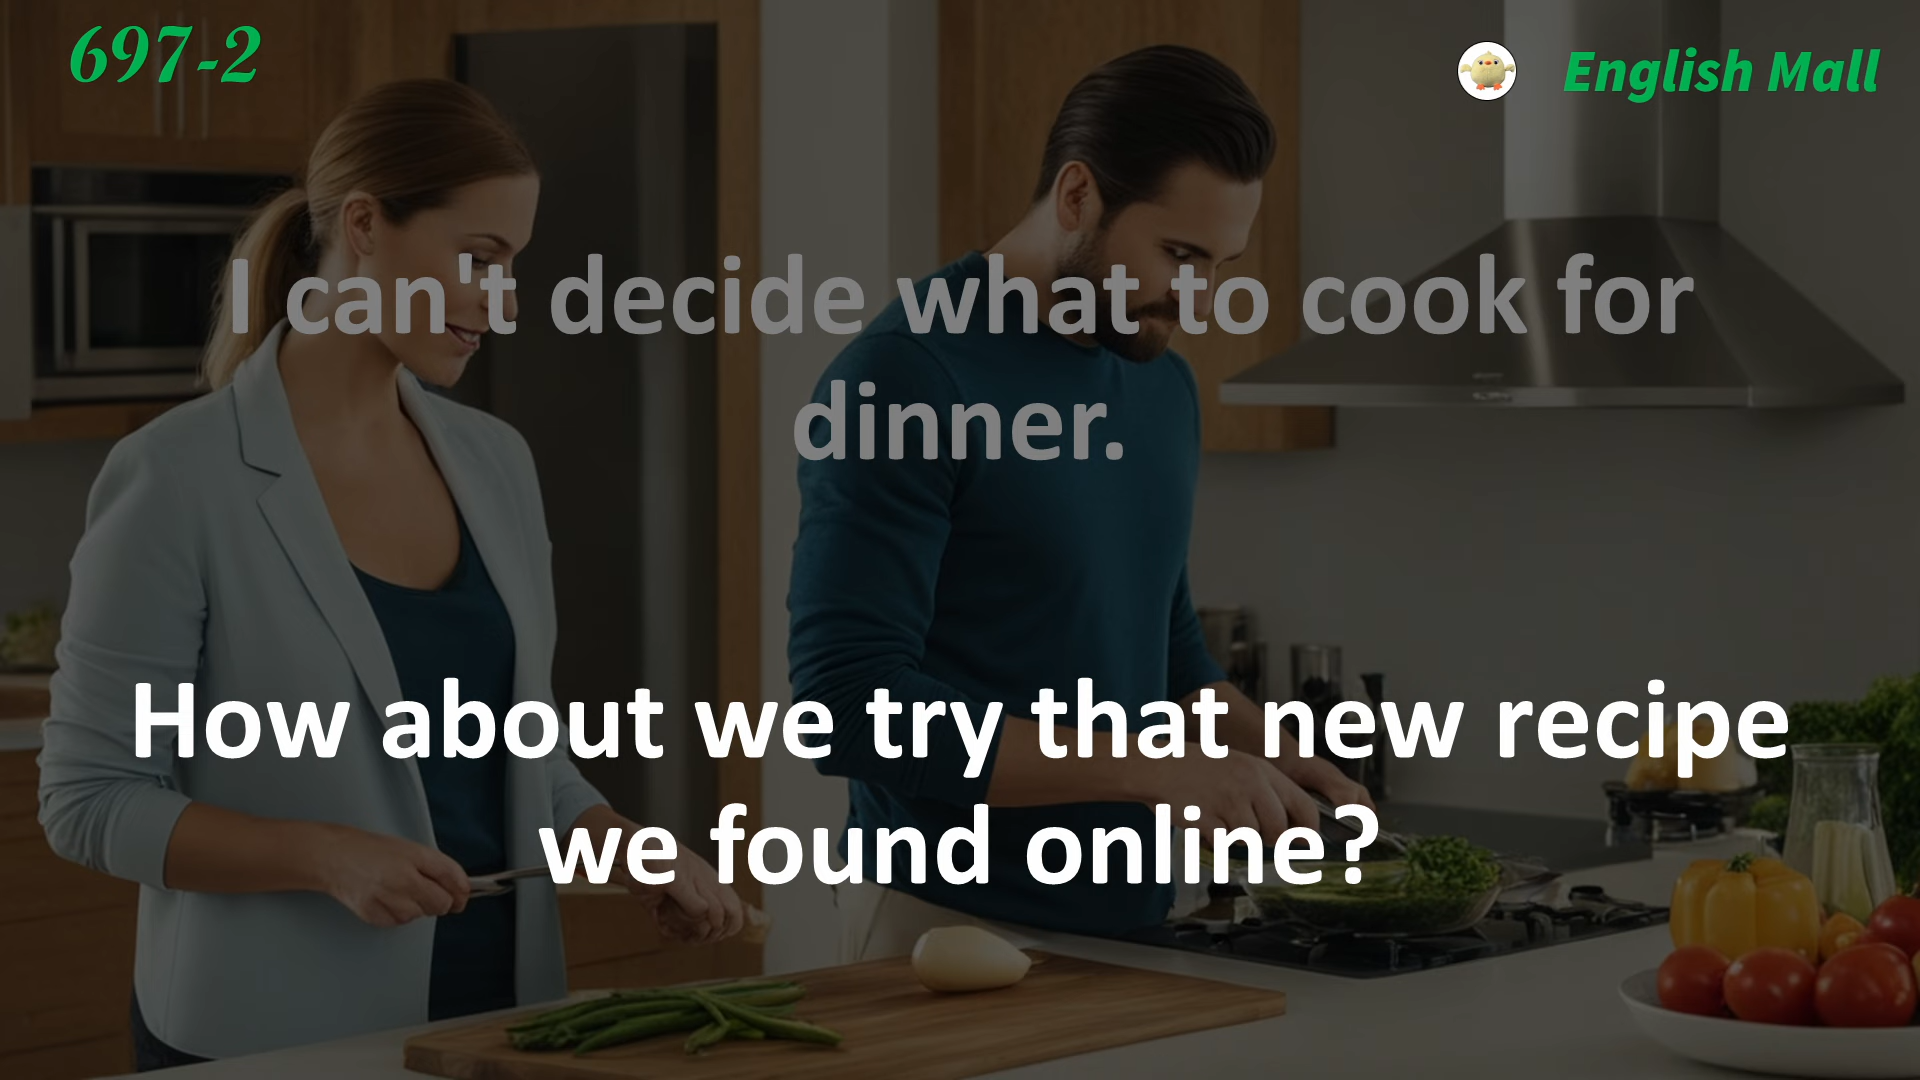 697-2
English Mall
I can't decide what to cook for
dinner.
How about we try that new recipe
we found online?